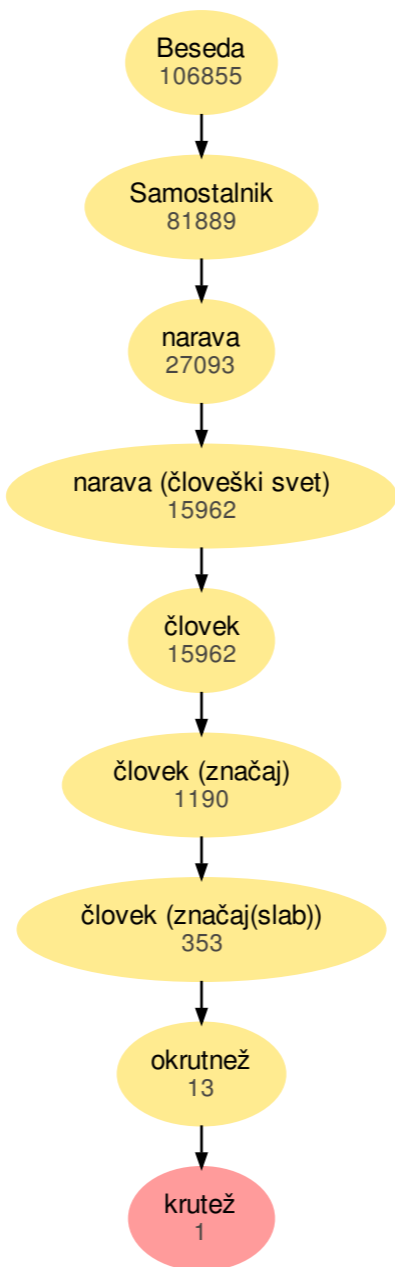 Beseda
106855
Samostalnik
81889
narava
27093
narava (človeški svet)
15962
človek
15962
človek (značaj)
1190
človek (značaj(slab))
353
okrutnež
13
krutež
1